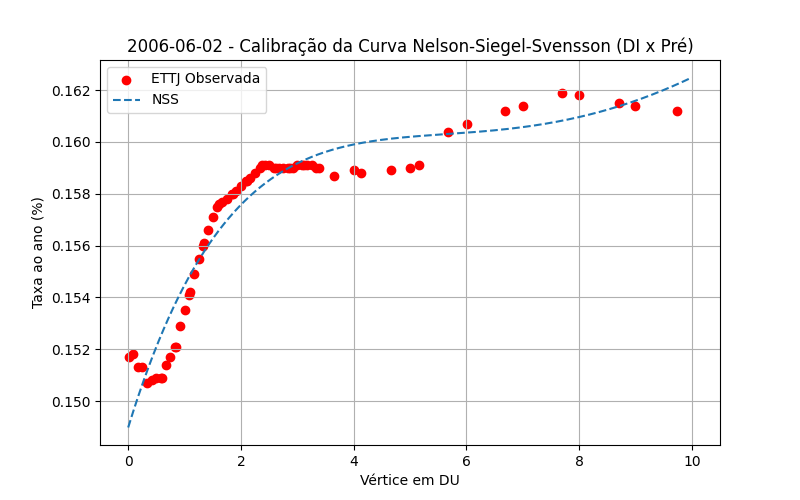 2006-06-02 - Calibração da Curva Nelson-Siegel-Svensson (DI x Pré)
ETTJ Observada
NSS
Taxa ao ano (%)
0.162
0.160
0.158
0.156
0.154
0.152
0.150
0 2 4 6 8 10
Vértice em DU